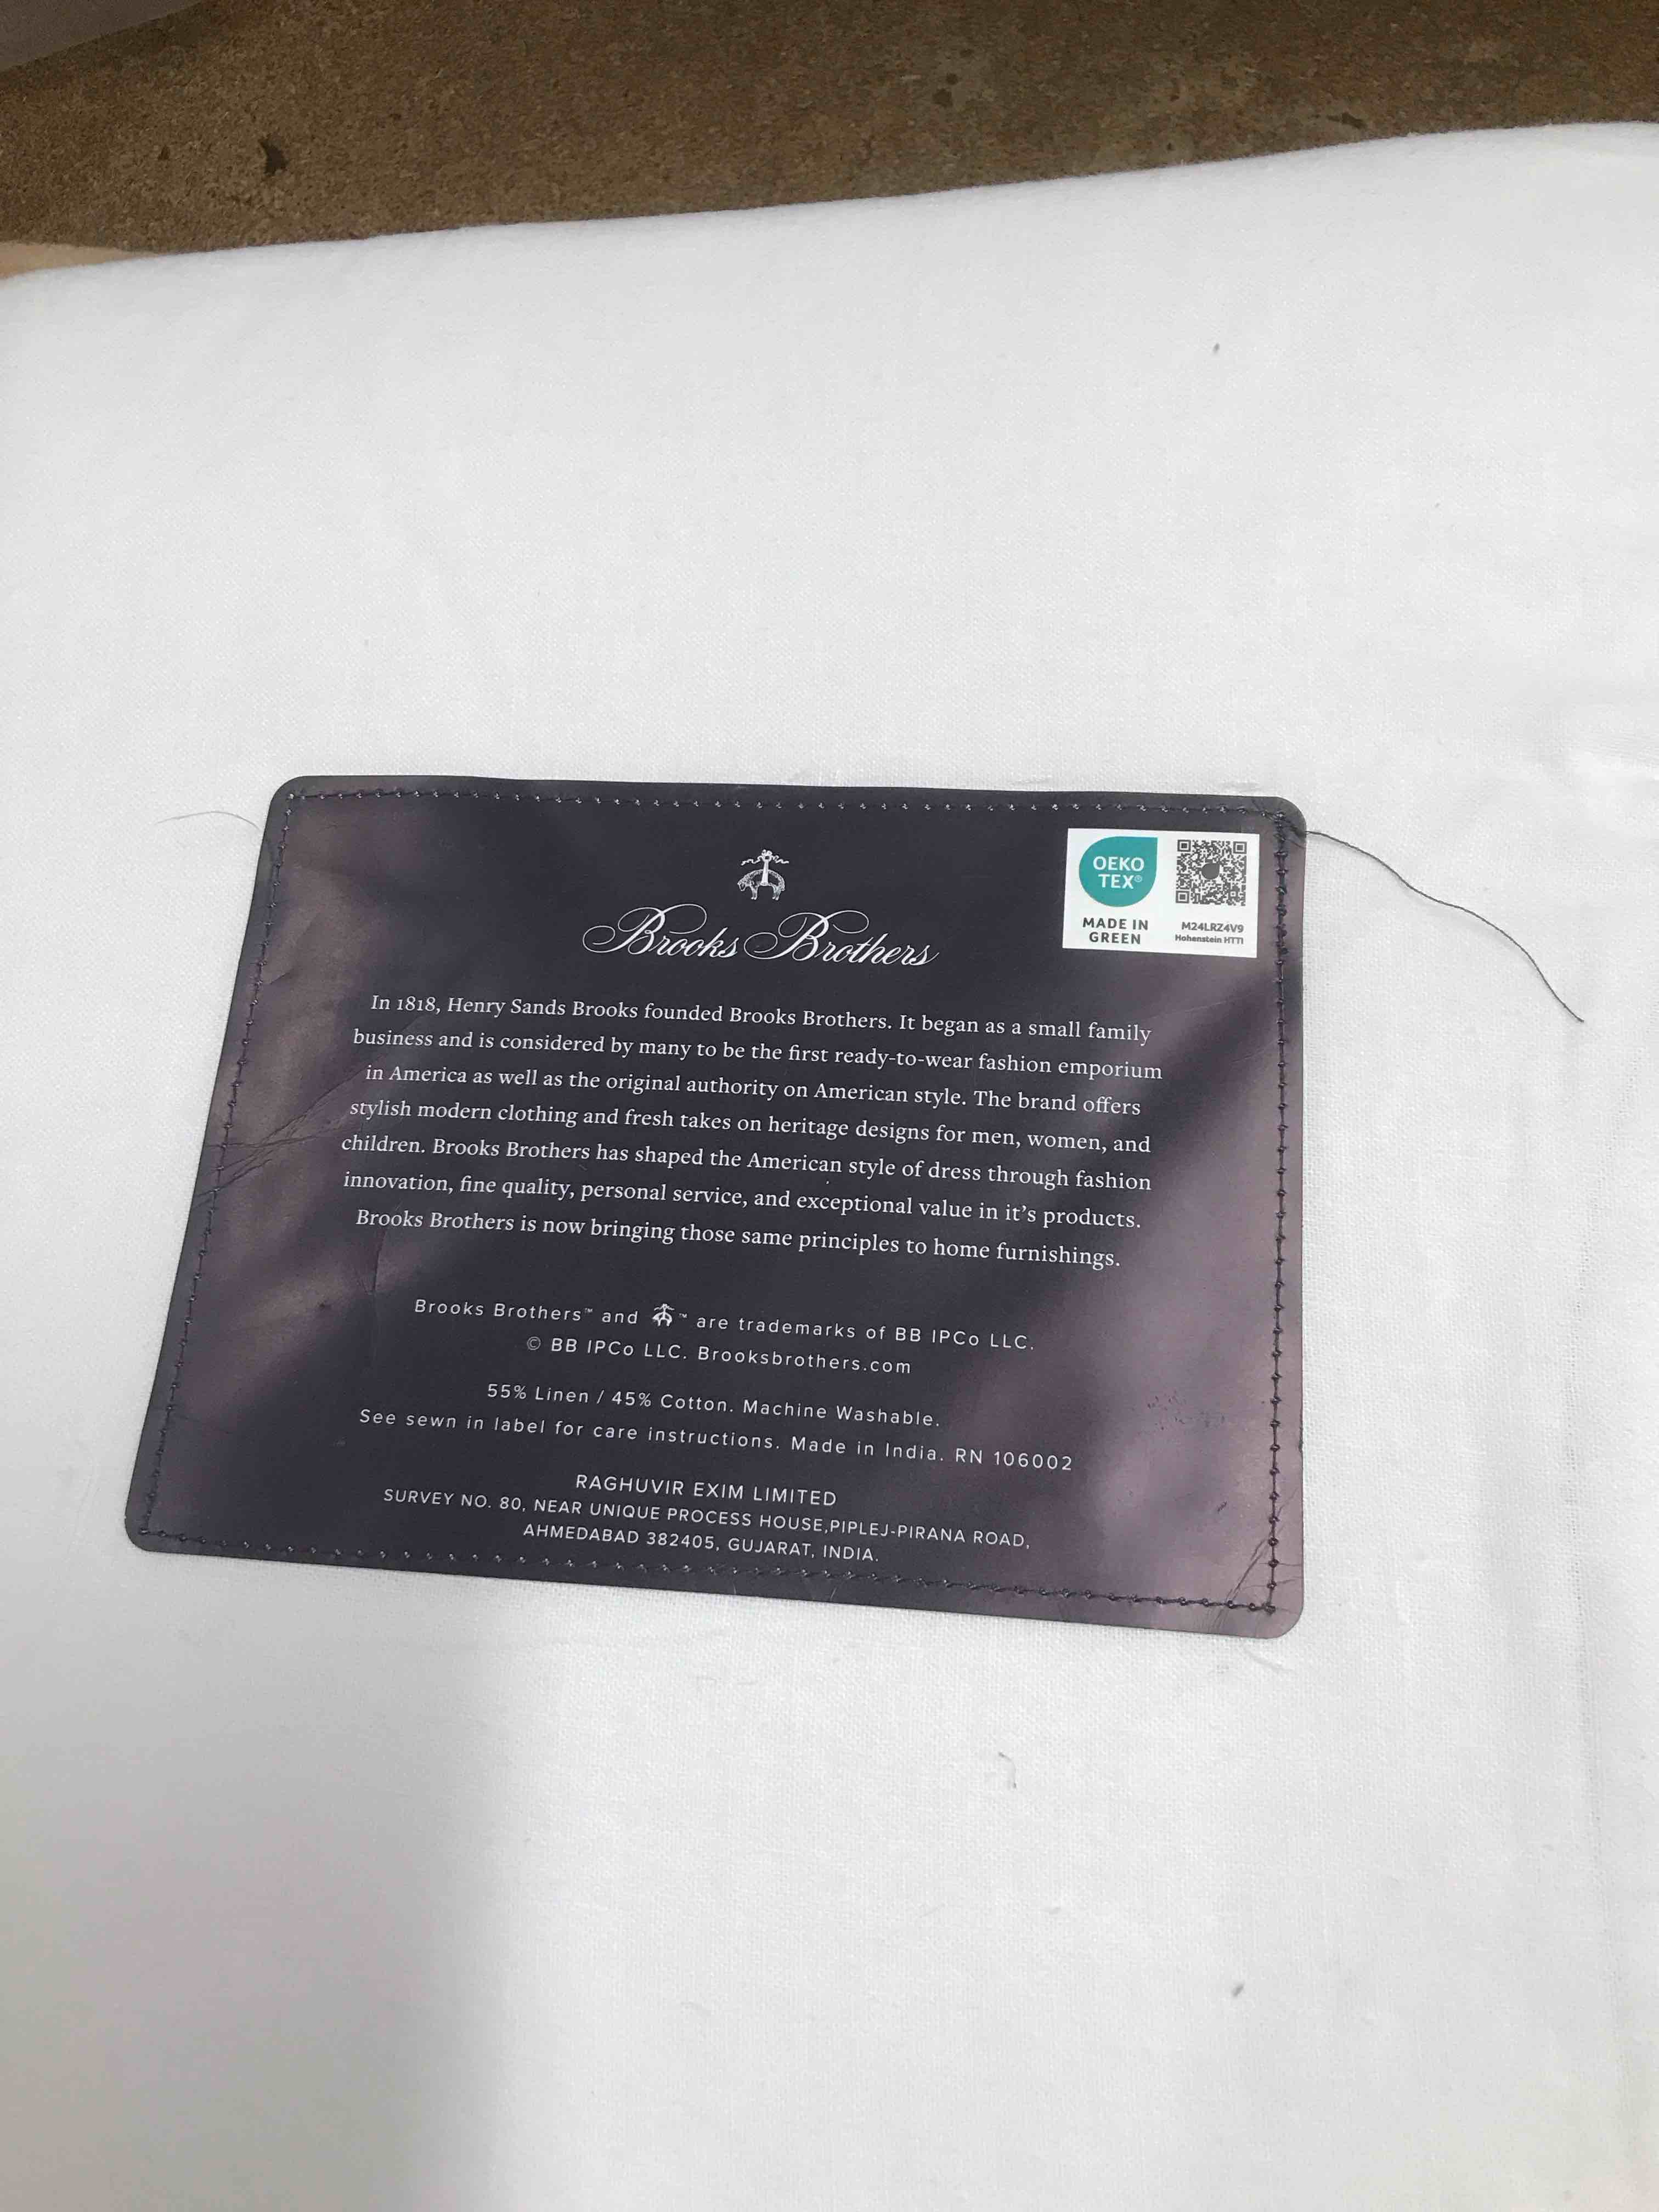 OEKO
TEX®
MADE IN
GREEN
M24LRZ4V9
Hohenstein HTTI
Brooks Brothers
In 1818, Henry Sands Brooks founded Brooks Brothers. It began as a small family
business and is considered by many to be the first ready-to-wear fashion emporium
in America as well as the original authority on American style. The brand offers
stylish modern clothing and fresh takes on heritage designs for men, women, and
children. Brooks Brothers has shaped the American style of dress through fashion
innovation, fine quality, personal service, and exceptional value in it's products.
Brooks Brothers is now bringing those same principles to home furnishings.
Brooks Brothers™ and ™ are trademarks of BB IPCo LLC.
© BB IPCo LLC. Brooksbrothers.com
55% Linen / 45% Cotton. Machine Washable.
See sewn in label for care instructions. Made in India. RN 106002
RAGHUVIR EXIM LIMITED
SURVEY NO. 80, NEAR UNIQUE PROCESS HOUSE,PIPLEJ-PIRANA ROAD,
AHMEDABAD 382405, GUJARAT, INDIA.